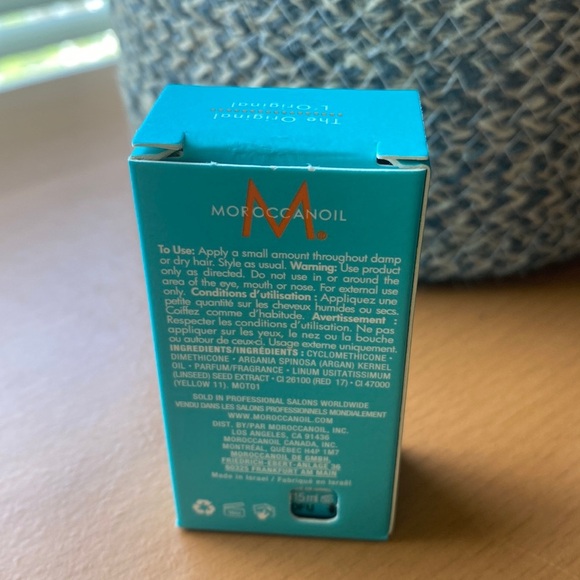 The Original
L'Original
MOROCCANOIL
M.
To Use: Apply a small amount throughout damp
or dry hair. Style as usual. Warning: Use product
only as directed. Do not use in or around the
area of the eye, mouth or nose. For external use
only. Conditions d'utilisation : Appliquez une
petite quantité sur les cheveux humides ou secs.
Coiffez comme d'habitude. Avertissement :
Respecter les conditions d'utilisation. Ne pas
appliquer sur les yeux, le nez ou la bouche
ou autour de ceux-ci. Usage externe uniquement.
INGREDIENTS/INGRÉDIENTS : CYCLOMETHICONE •
DIMETHICONE • ARGANIA SPINOSA (ARGAN) KERNEL
OIL • PARFUM/FRAGRANCE • LINUM USITATISSIMUM
(LINSEED) SEED EXTRACT • CI 26100 (RED 17) • CI 47000
(YELLOW 11). MOT01
SOLD IN PROFESSIONAL SALONS WORLDWIDE
VENDU DANS LES SALONS PROFESSIONNELS MONDIALEMENT
WWW.MOROCCANOIL.COM
DIST. BY/PAR MOROCCANOIL, INC.
LOS ANGELES, CA 91436
MOROCCANOIL CANADA, INC.
MONTRÉAL, QUÉBEC H4P 1M7
MOROCCANOIL DE GMBH.
FRIEDRICH-EBERT-ANLAGE 36
60325 FRANKFURT AM MAIN
Made in Israel / Fabriqué en Israël
15 ml